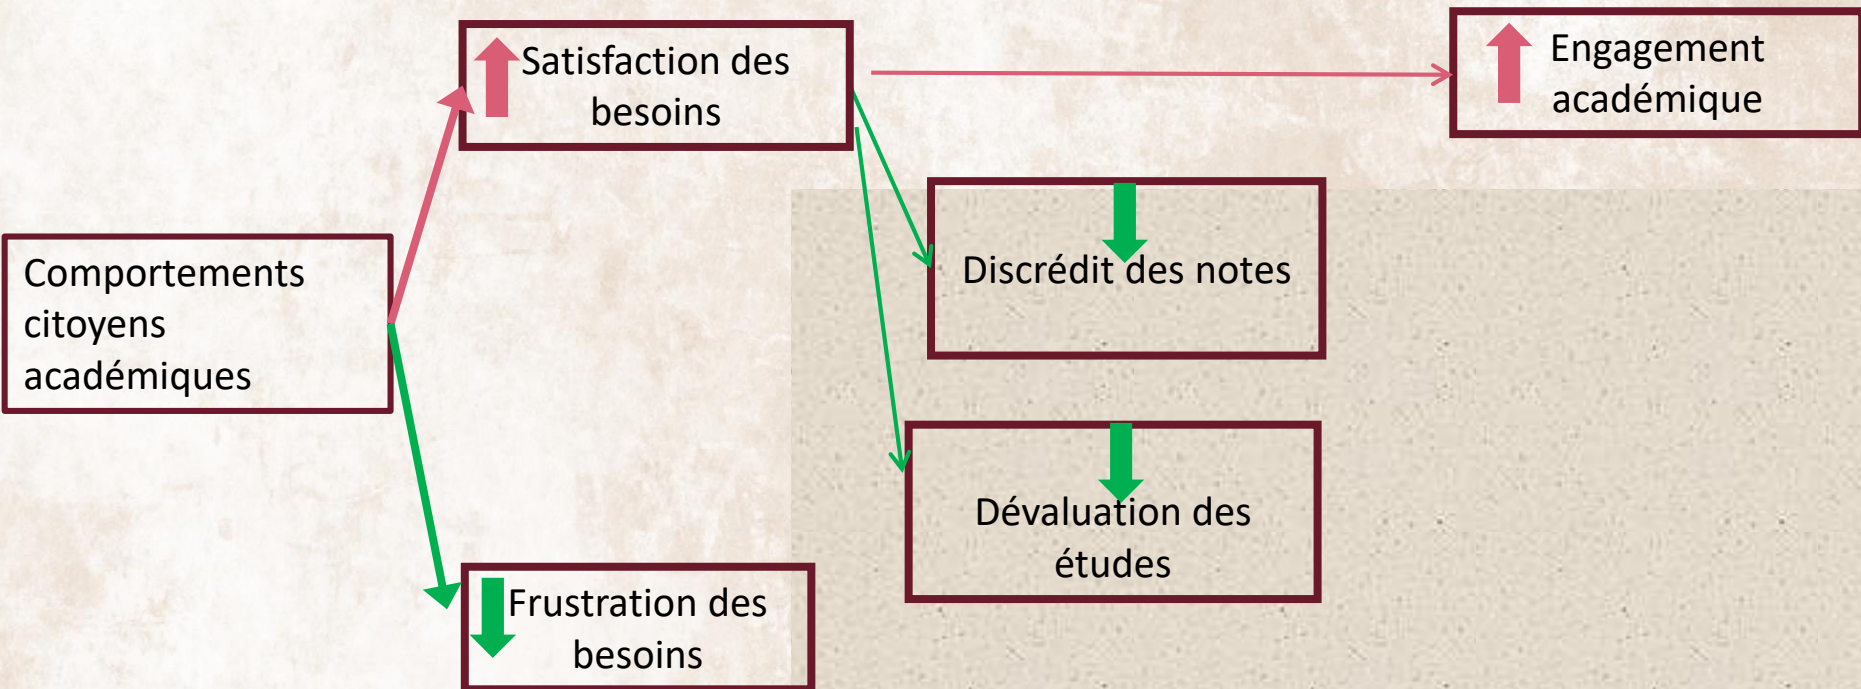 Satisfaction des
besoins
Engagement
académique
Comportements
citoyens
académiques
Discrédit des notes
Dévaluation des
études
Frustration des
besoins